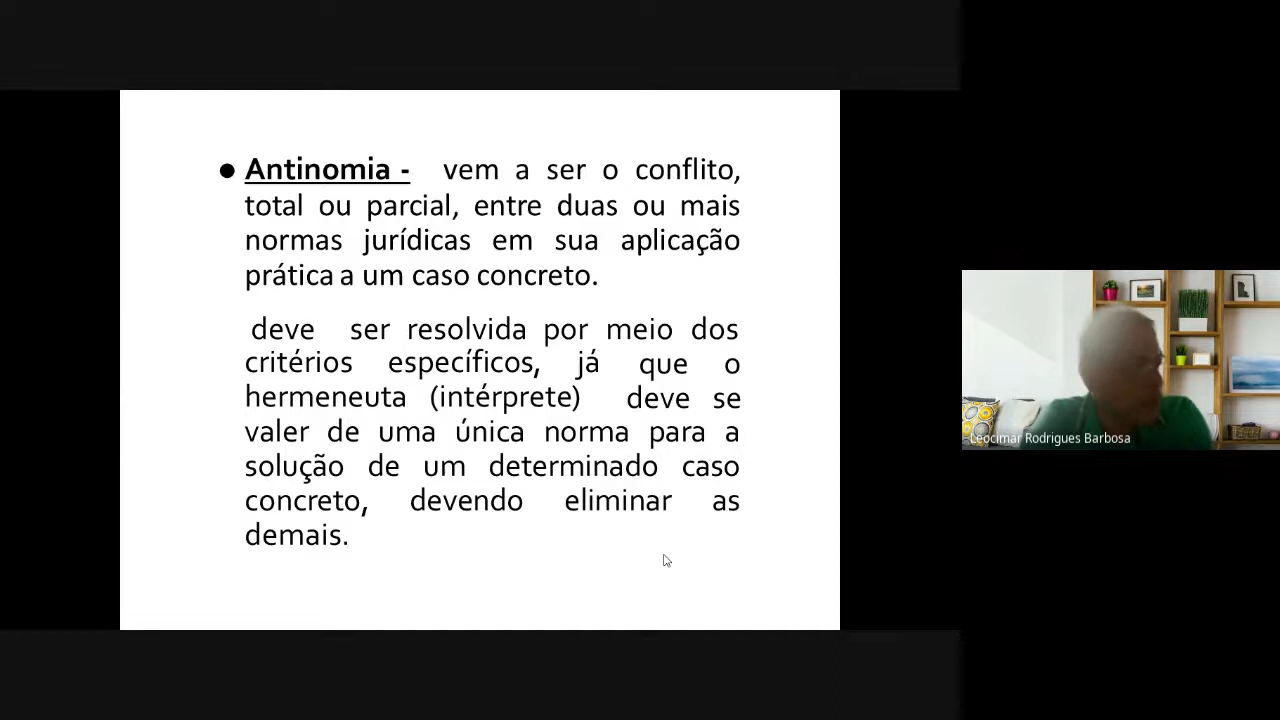 ● Antinomia - vem a ser o conflito,
total ou parcial, entre duas ou mais
normas jurídicas em sua aplicação
prática a um caso concreto.
deve ser resolvida por meio dos
critérios específicos, já que o
hermeneuta (intérprete) deve se
valer de uma única norma para a
solução de um determinado caso
concreto, devendo eliminar as
demais.
Leocimar Rodrigues Barbosa